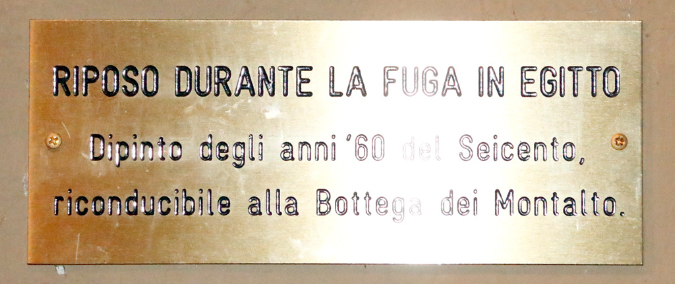 RIPOSO DURANTE LA FUGA IN EGITTO
Dipinto degli anni '60 del Seicento,
riconducibile alla Bottega dei Montalto.